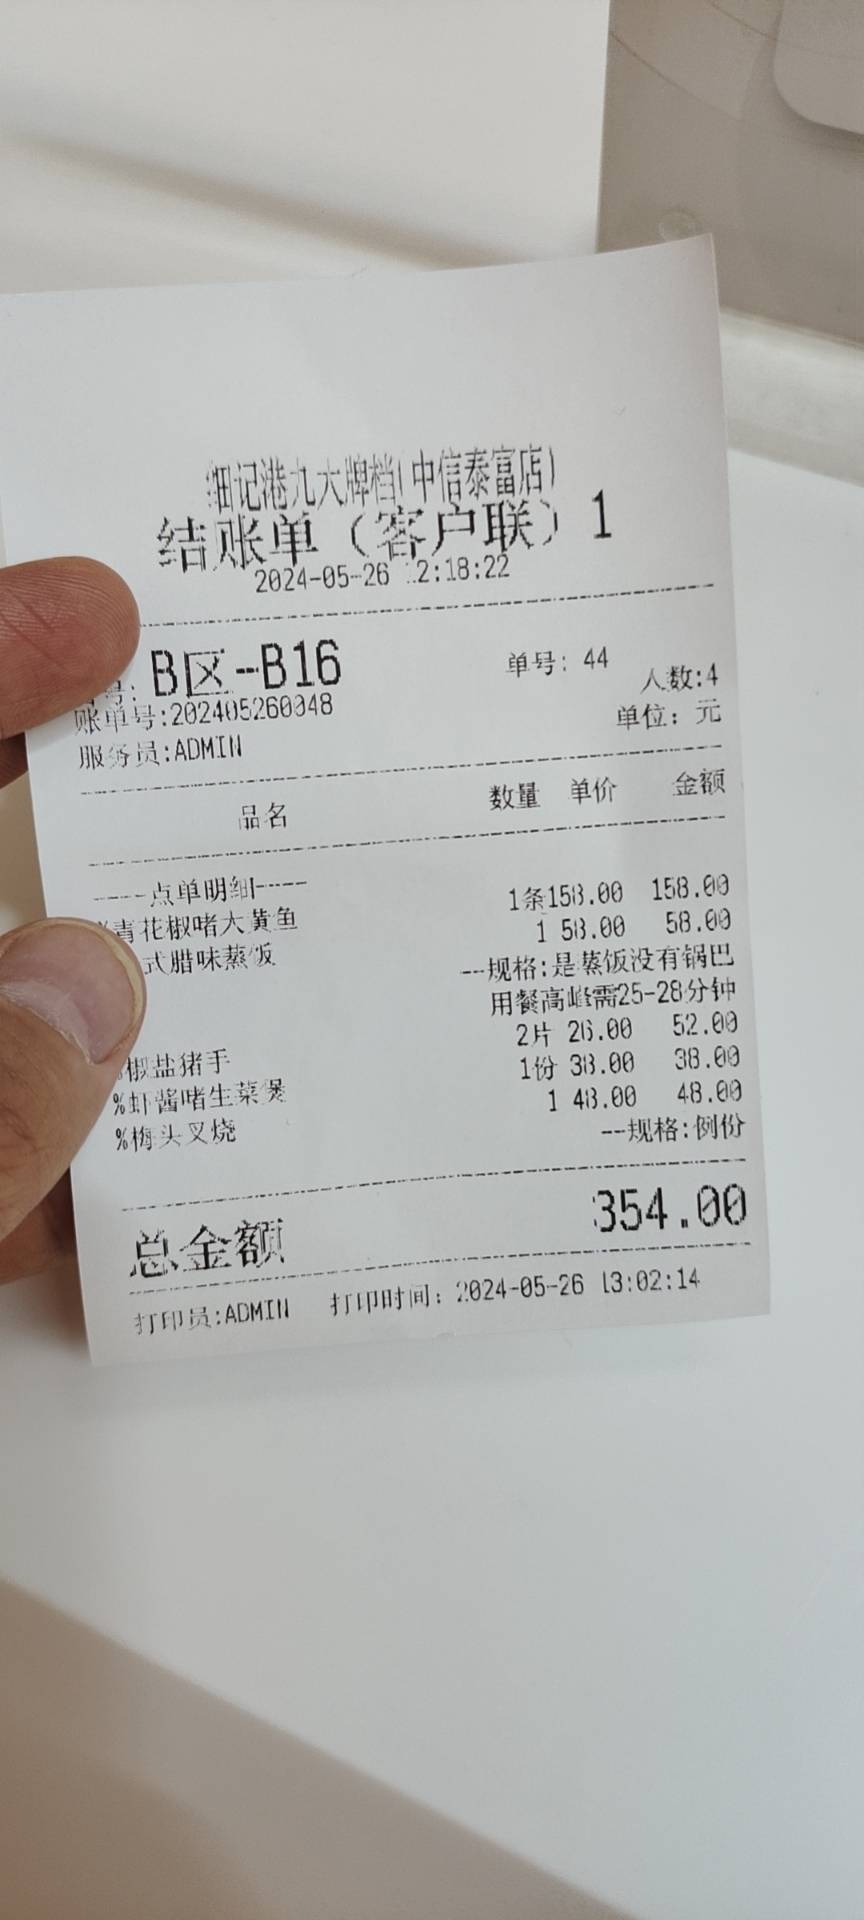 细记港九大牌档(中信泰富店)
结账单（客户联）1
2024-05-26 12:18:22
号: B区-B16 单号: 44
人数:4
账单号:202405260048 单位: 元
服务员:ADMIN
品名 数量 单价 金额
----点单明细-----
青花椒啫大黄鱼 1条158.00 158.00
式腊味蒸饭 1 58.00 58.00
--规格:是蒸饭没有锅巴
用餐高峰需25-28分钟
椒盐猪手 2片 26.00 52.00
%虾酱啫生菜煲 1份 38.00 38.00
%梅头叉烧 1 48.00 48.00
--规格:例份
总金额 354.00
打印员:ADMIN 打印时间: 2024-05-26 13:02:14